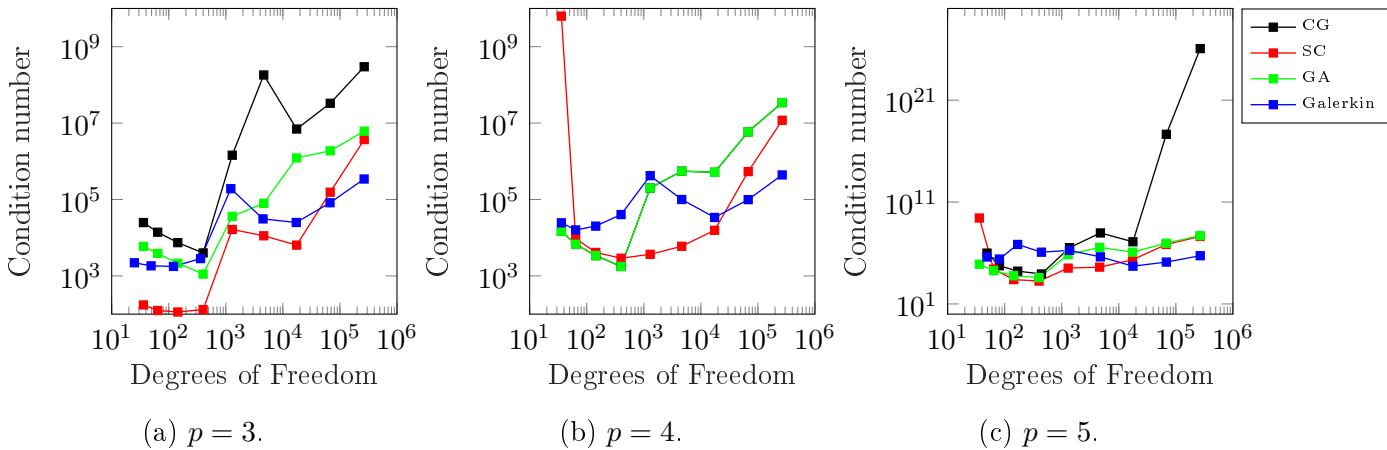 Condition number
10^9
10^7
10^5
10^3
10^1 10^2 10^3 10^4 10^5 10^6
Degrees of Freedom
(a) p = 3.
Condition number
10^9
10^7
10^5
10^3
10^1 10^2 10^3 10^4 10^5 10^6
Degrees of Freedom
(b) p = 4.
Condition number
10^21
10^11
10^1
10^1 10^2 10^3 10^4 10^5 10^6
Degrees of Freedom
(c) p = 5.
CG
SC
GA
Galerkin